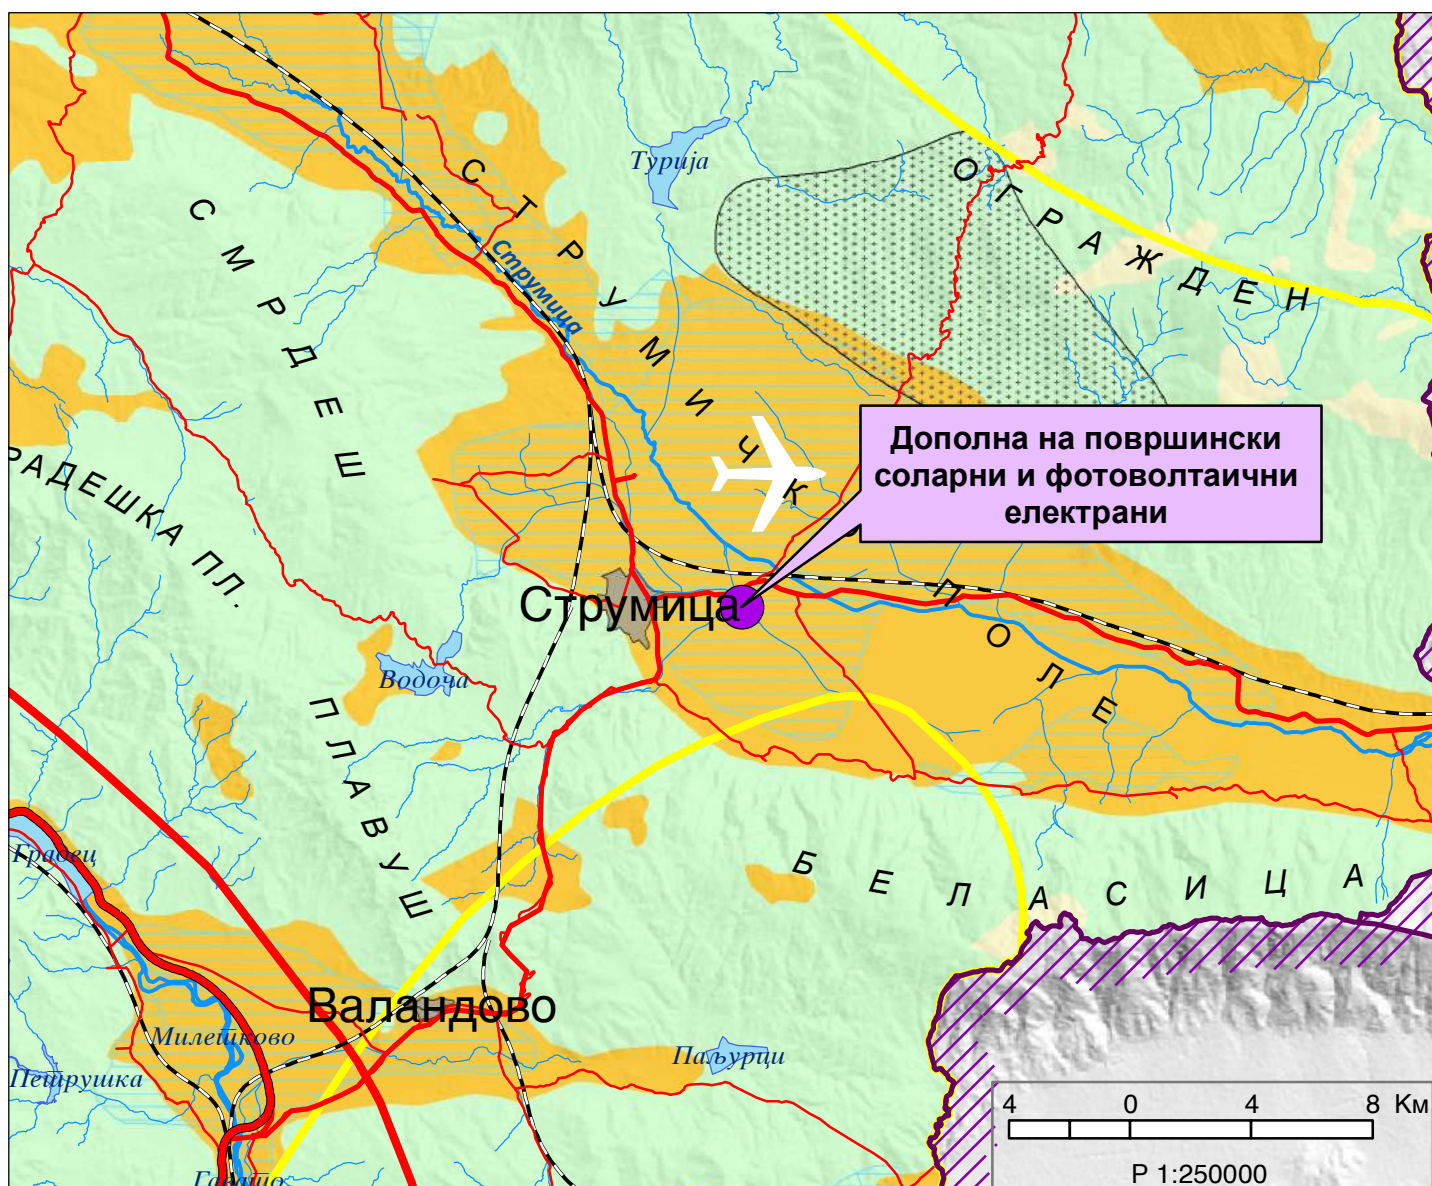 Турија
ОГРАЖДЕН
СТРУМИЧКО
ПОЛЕ
СМРДЕШ
Струмица
Дополна на површински
соларни и фотоволтаични
електрани
РАДЕШКА ПЛ.
Струмица
Водоча
ПЛАВУШ
Градец
БЕЛАСИЦА
Валандово
Милешково
Паљурци
Петрушка
4 0 4 8 Км
Р 1:250000